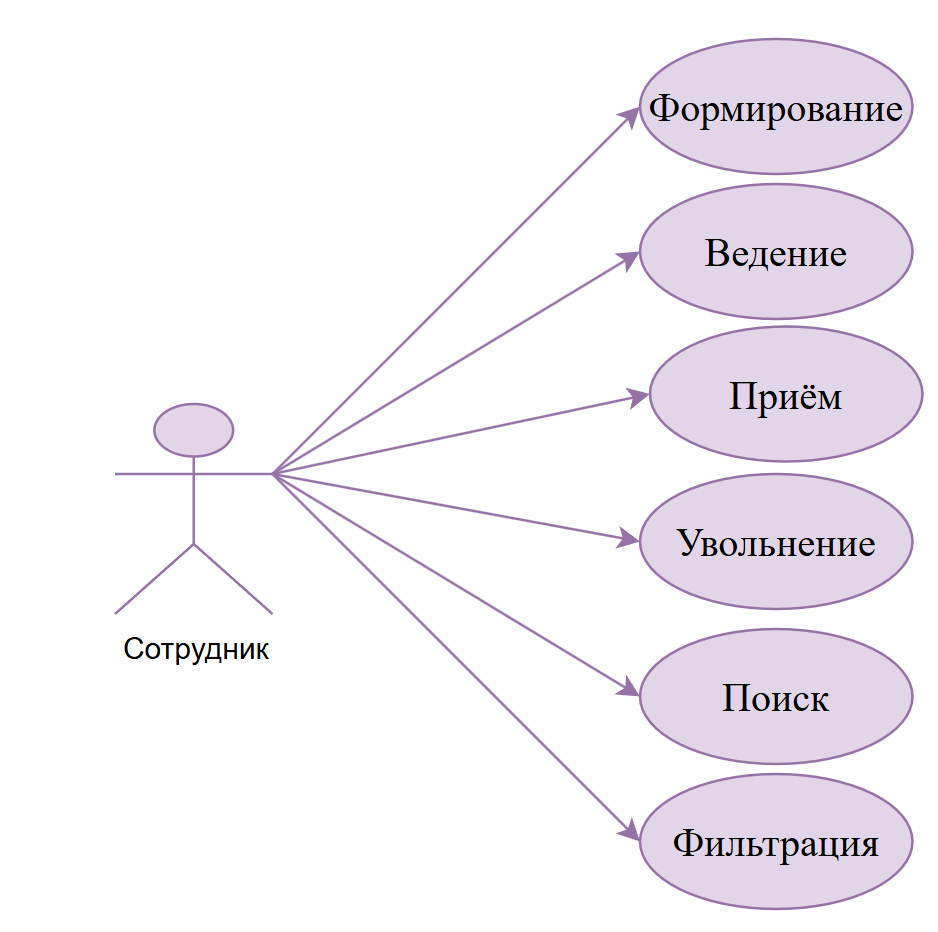 Формирование
Ведение
Приём
Увольнение
Поиск
Фильтрация
Сотрудник